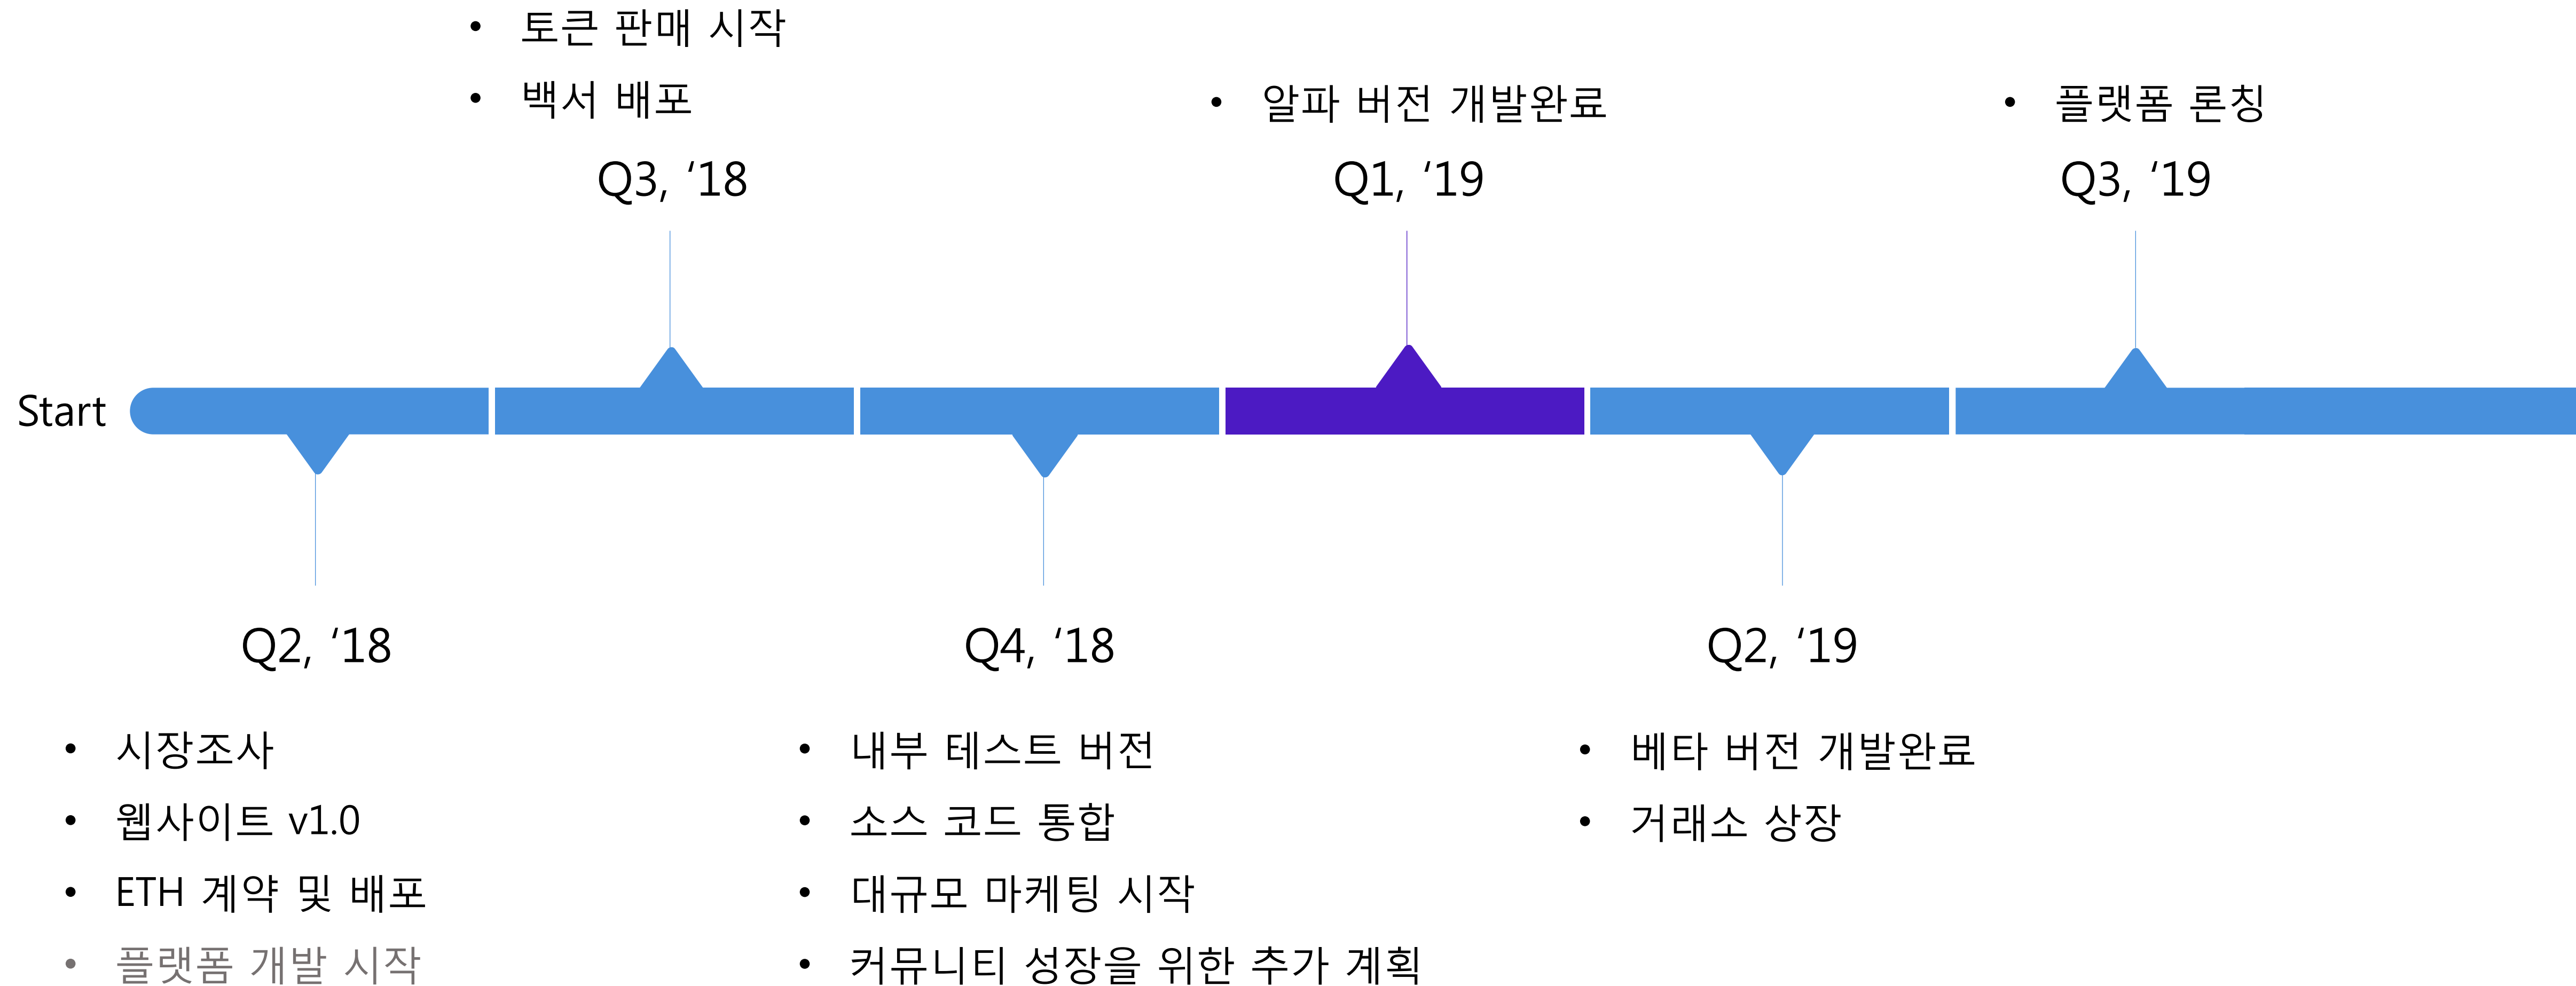 • 토큰 판매 시작
• 백서 배포
Q3, ‘18
• 알파 버전 개발완료
Q1, ‘19
• 플랫폼 론칭
Q3, ‘19
Start
Q2, ‘18
• 시장조사
• 웹사이트 v1.0
• ETH 계약 및 배포
• 플랫폼 개발 시작
Q4, ‘18
• 내부 테스트 버전
• 소스 코드 통합
• 대규모 마케팅 시작
• 커뮤니티 성장을 위한 추가 계획
Q2, ‘19
• 베타 버전 개발완료
• 거래소 상장